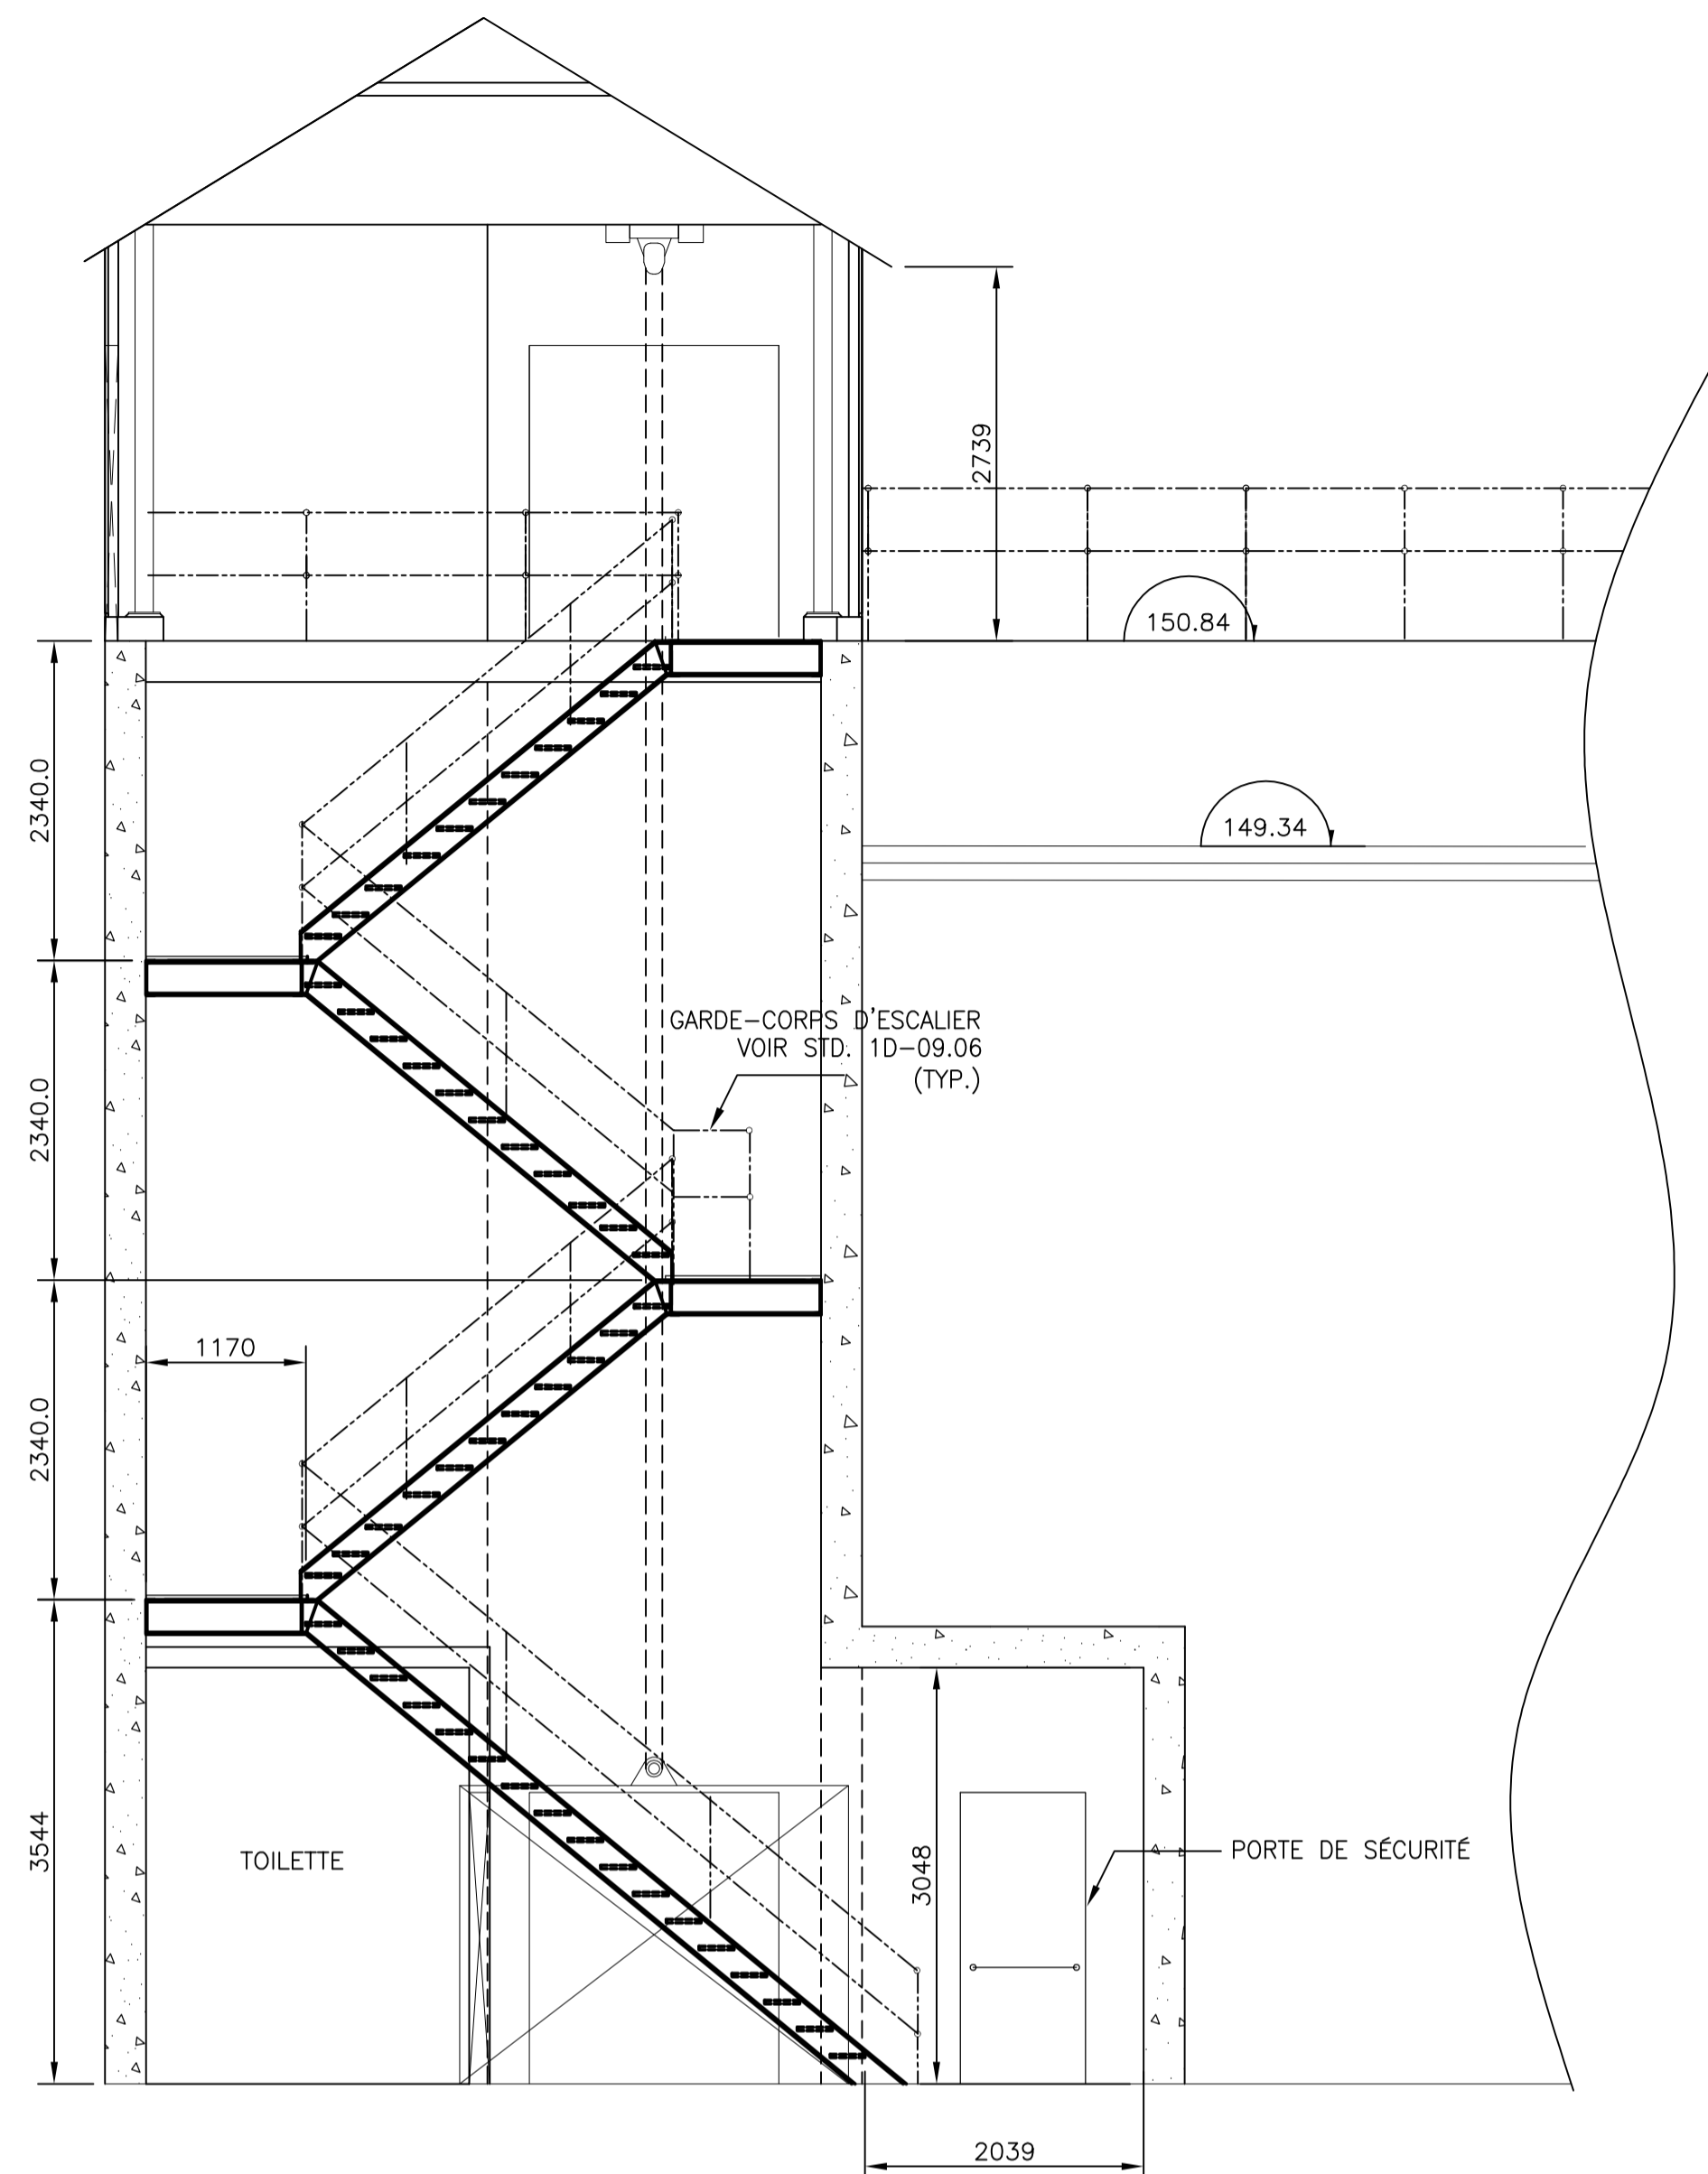 2739
150.84
2340.0
149.34
GARDE-CORPS D'ESCALIER
VOIR STD. 1D-09.06
(TYP.)
2340.0
1170
2340.0
3544
TOILETTE
3048
PORTE DE SÉCURITÉ
2039